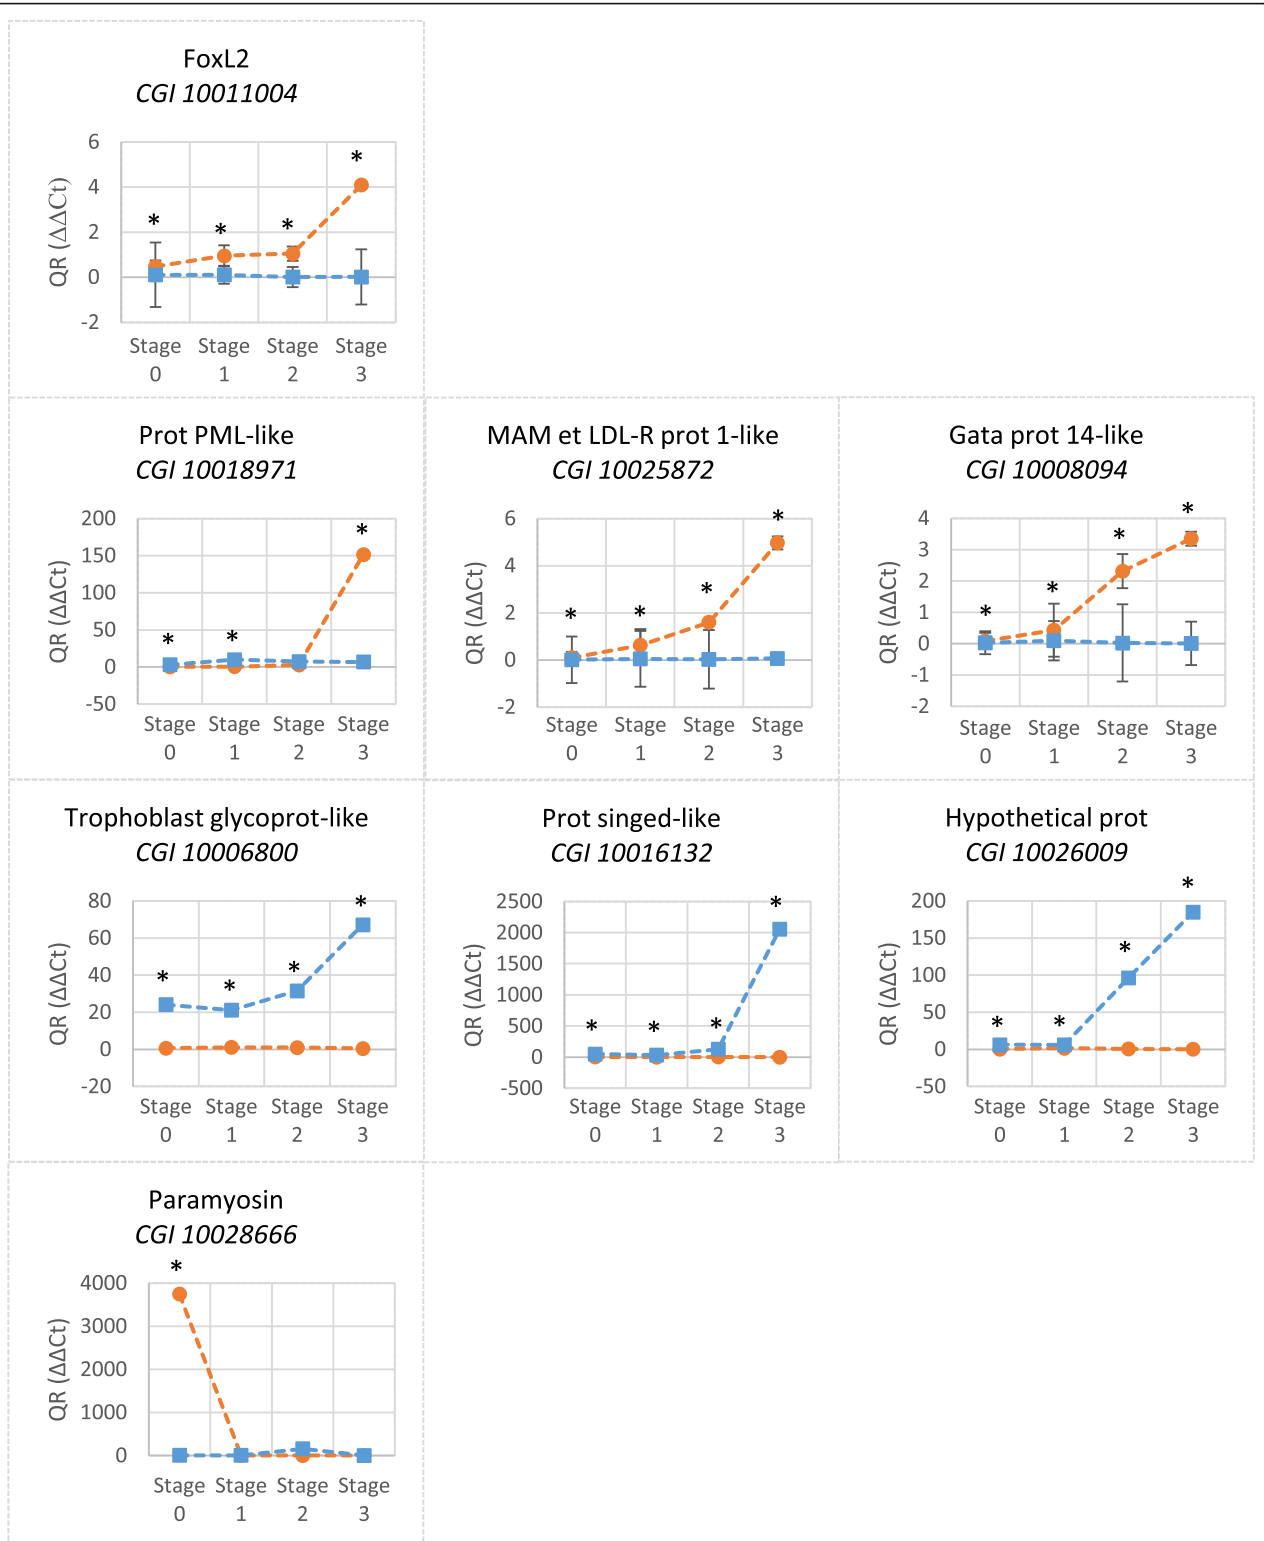 FoxL2
CGI 10011004
*
*
*
*
6
4
2
0
-2
QR (ΔΔCt)
Stage 0
Stage 1
Stage 2
Stage 3
Prot PML-like
CGI 10018971
*
*
*
200
150
100
50
0
-50
QR (ΔΔCt)
Stage 0
Stage 1
Stage 2
Stage 3
MAM et LDL-R prot 1-like
CGI 10025872
*
*
*
*
6
4
2
0
-2
QR (ΔΔCt)
Stage 0
Stage 1
Stage 2
Stage 3
Gata prot 14-like
CGI 10008094
*
*
*
*
4
3
2
1
0
-1
-2
QR (ΔΔCt)
Stage 0
Stage 1
Stage 2
Stage 3
Trophoblast glycoprot-like
CGI 10006800
*
*
*
*
80
60
40
20
0
-20
QR (ΔΔCt)
Stage 0
Stage 1
Stage 2
Stage 3
Prot singed-like
CGI 10016132
*
*
*
*
2500
2000
1500
1000
500
0
-500
QR (ΔΔCt)
Stage 0
Stage 1
Stage 2
Stage 3
Hypothetical prot
CGI 10026009
*
*
*
*
200
150
100
50
0
-50
QR (ΔΔCt)
Stage 0
Stage 1
Stage 2
Stage 3
Paramyosin
CGI 10028666
*
4000
3000
2000
1000
0
QR (ΔΔCt)
Stage 0
Stage 1
Stage 2
Stage 3